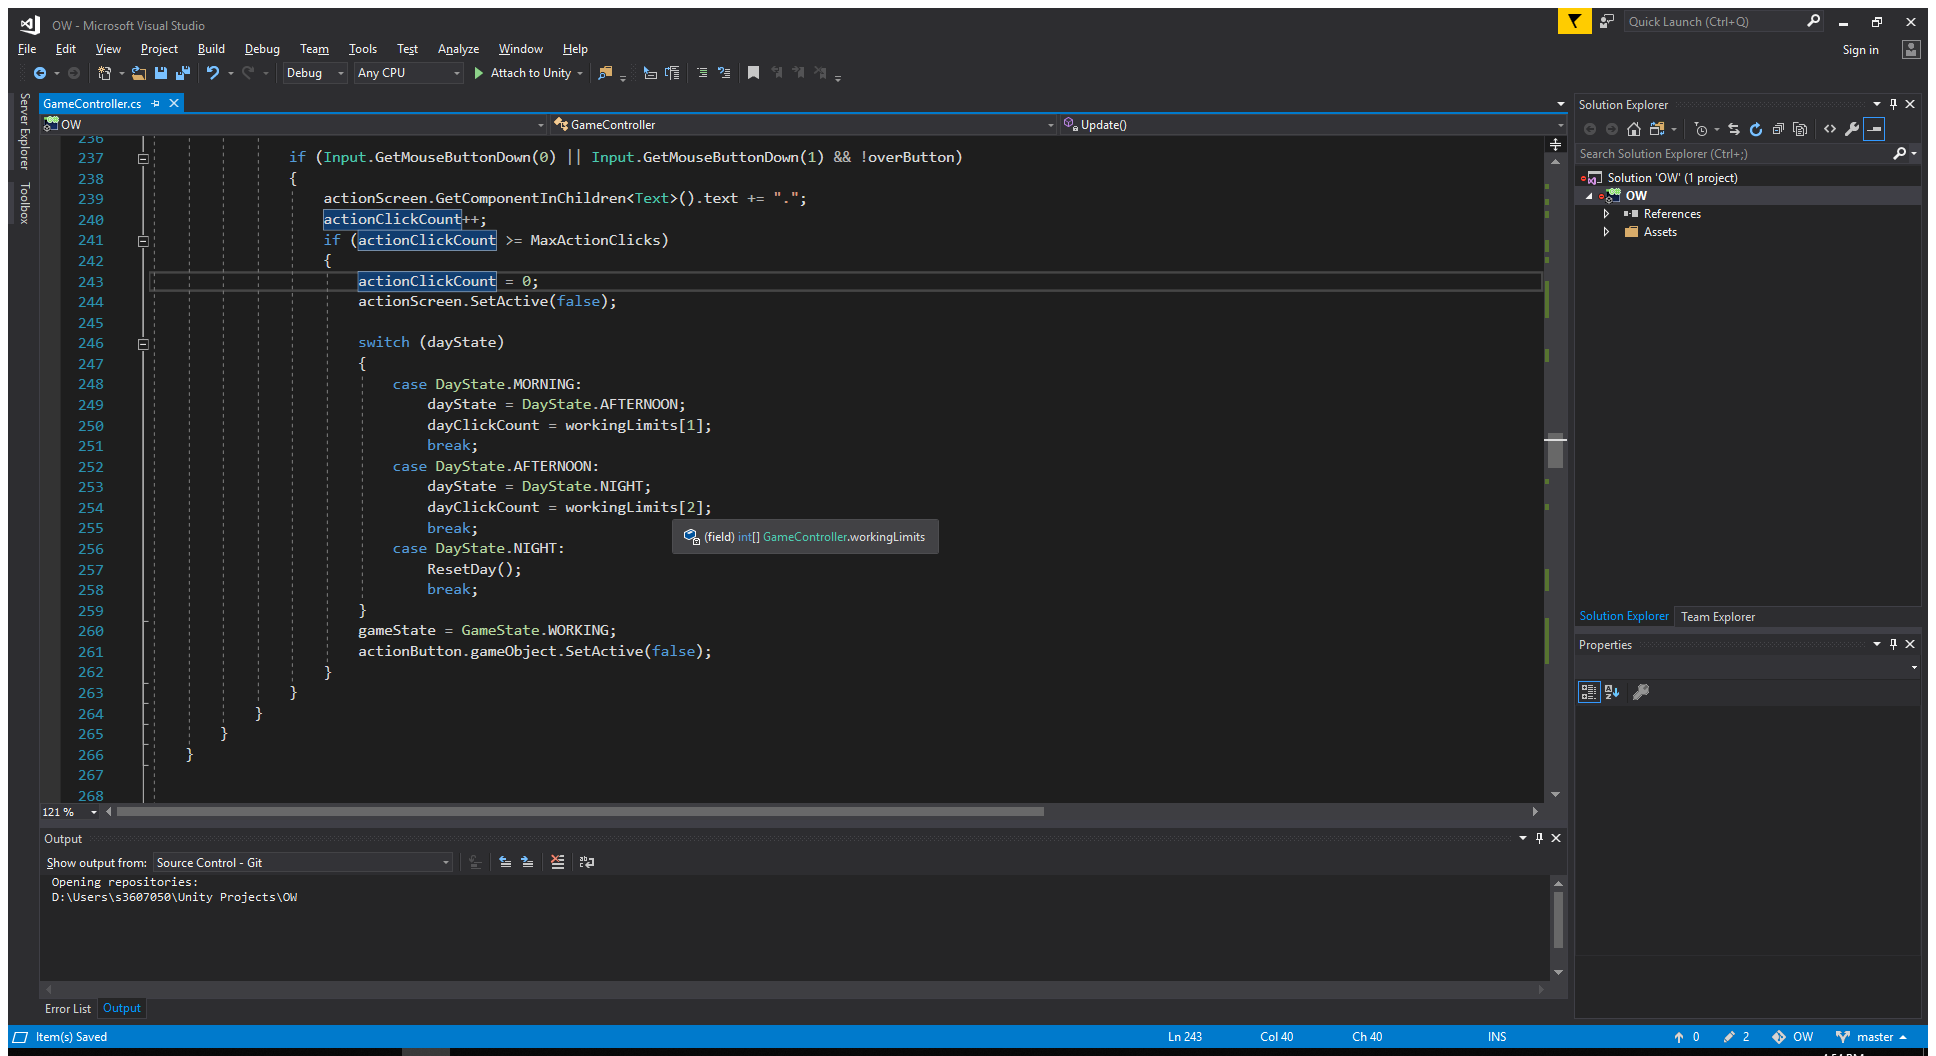 OW - Microsoft Visual Studio
Quick Launch (Ctrl+Q)
File Edit View Project Build Debug Team Tools Test Analyze Window Help
Sign in
Debug Any CPU Attach to Unity
Server Explorer
Toolbox
GameController.cs
OW GameController Update()
236
237 if (Input.GetMouseButtonDown(0) || Input.GetMouseButtonDown(1) && !overButton)
238 {
239 actionScreen.GetComponentInChildren<Text>().text += ".";
240 actionClickCount++;
241 if (actionClickCount >= MaxActionClicks)
242 {
243 actionClickCount = 0;
244 actionScreen.SetActive(false);
245
246 switch (dayState)
247 {
248 case DayState.MORNING:
249 dayState = DayState.AFTERNOON;
250 dayClickCount = workingLimits[1];
251 break;
252 case DayState.AFTERNOON:
253 dayState = DayState.NIGHT;
254 dayClickCount = workingLimits[2];
255 break;
(field) int[] GameController.workingLimits
256 case DayState.NIGHT:
257 ResetDay();
258 break;
259 }
260 gameState = GameState.WORKING;
261 actionButton.gameObject.SetActive(false);
262 }
263 }
264 }
265 }
266 }
267
268
121 %
Output
Show output from: Source Control - Git
Opening repositories:
D:\Users\s3607050\Unity Projects\OW
Error List Output
Solution Explorer
Search Solution Explorer (Ctrl+;)
Solution 'OW' (1 project)
OW
References
Assets
Solution Explorer Team Explorer
Properties
Item(s) Saved Ln 243 Col 40 Ch 40 INS 0 2 OW master